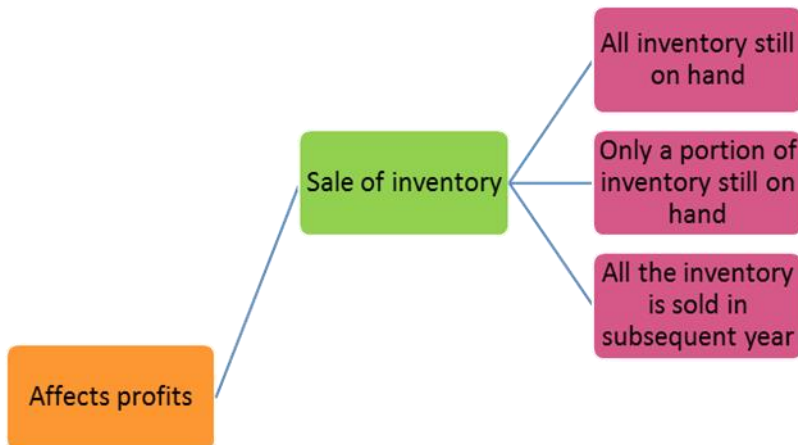 All inventory still
on hand
Sale of inventory
Only a portion of
inventory still on
hand
All the inventory
is sold in
subsequent year
Affects profits